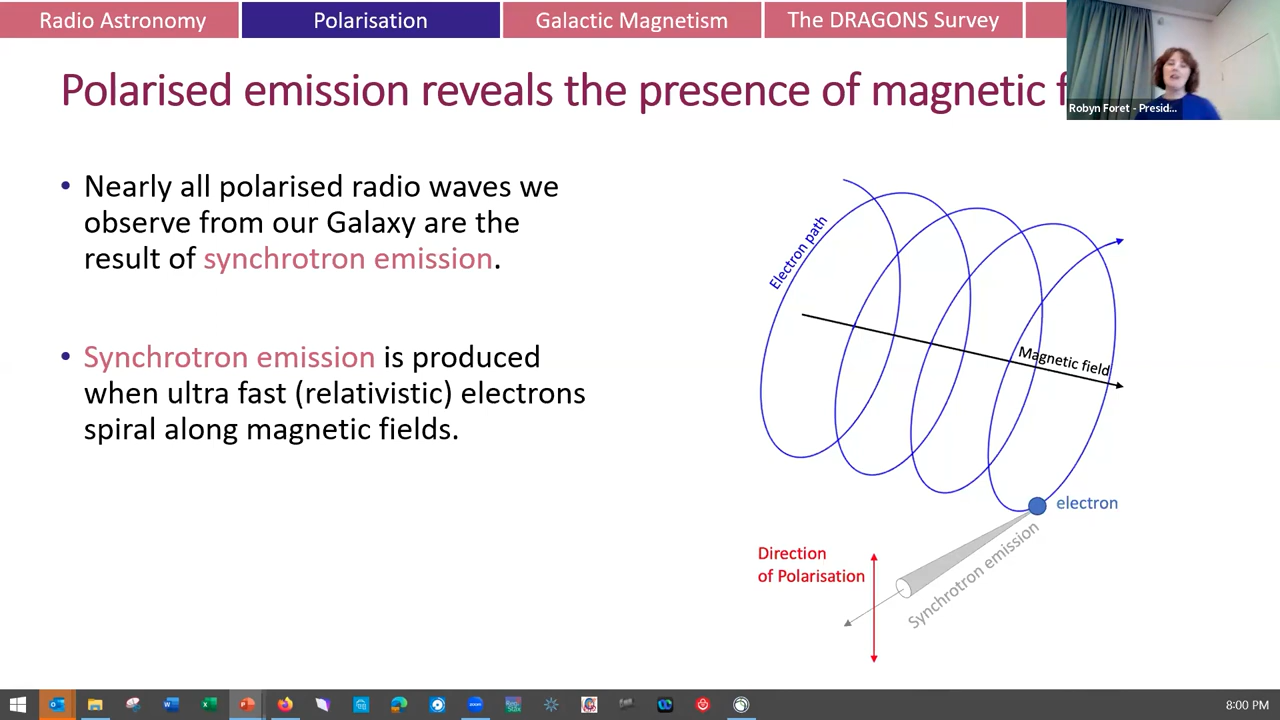 Radio Astronomy
Polarisation
Galactic Magnetism
The DRAGONS Survey
Polarised emission reveals the presence of magnetic f
Robyn Foret - Presid...
• Nearly all polarised radio waves we
observe from our Galaxy are the
result of synchrotron emission.
• Synchrotron emission is produced
when ultra fast (relativistic) electrons
spiral along magnetic fields.
Electron path
Magnetic field
electron
Synchrotron emission
Direction
of Polarisation
8:00 PM